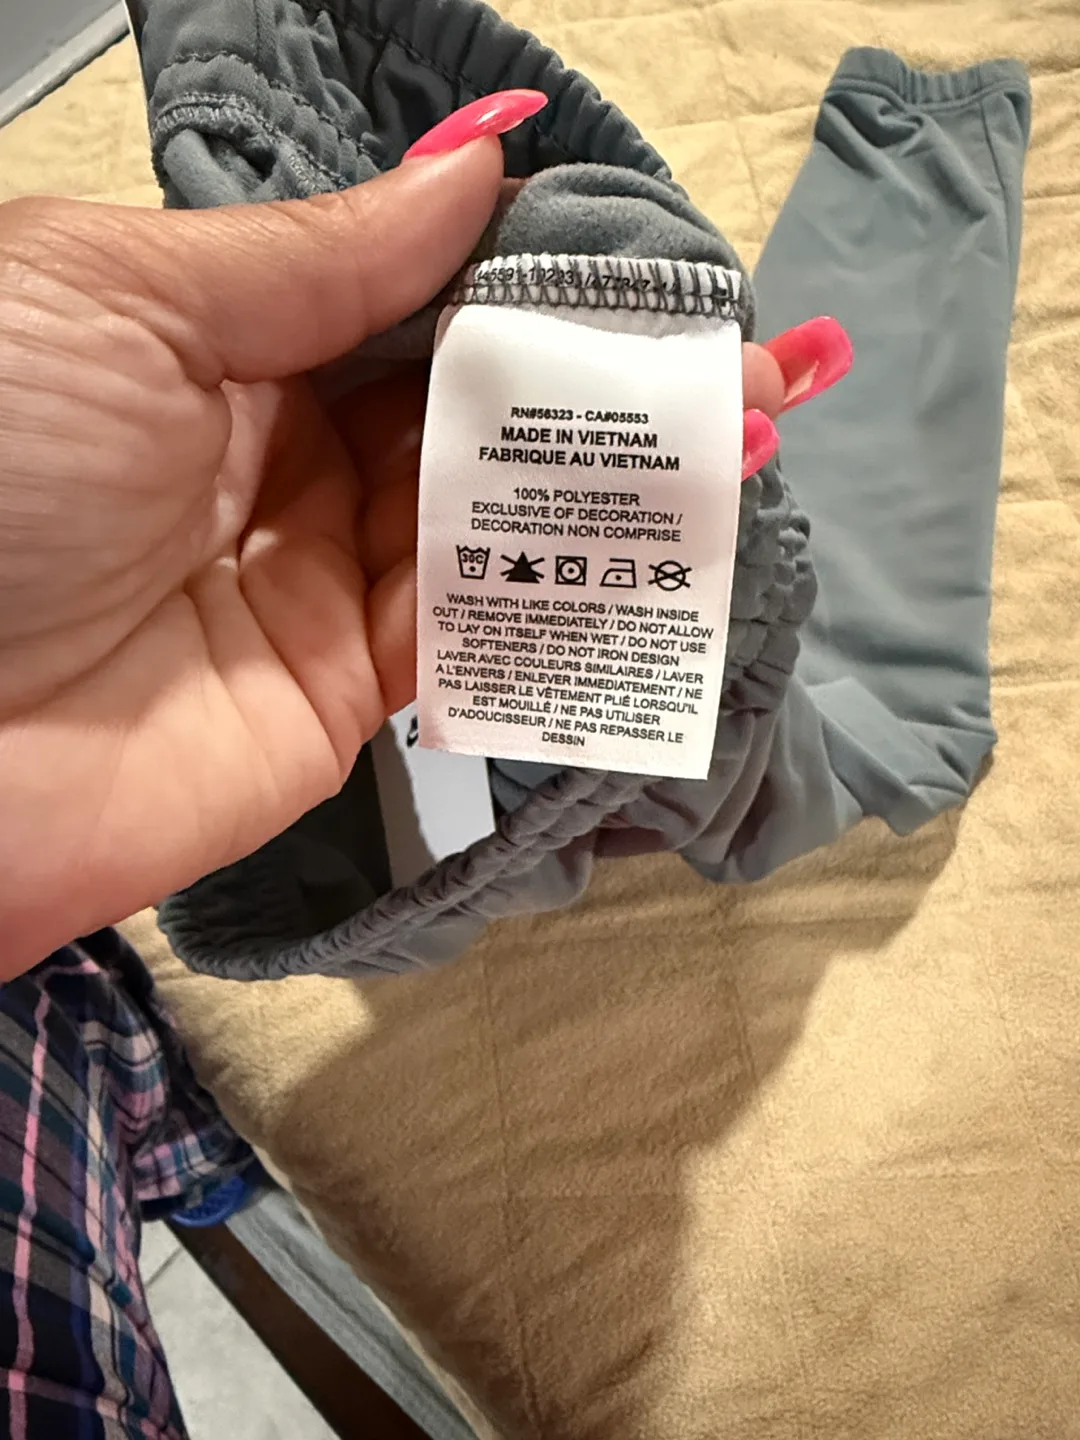 RN#56323 - CA#05553
MADE IN VIETNAM
FABRIQUE AU VIETNAM
100% POLYESTER
EXCLUSIVE OF DECORATION /
DECORATION NON COMPRISE
30C
WASH WITH LIKE COLORS / WASH INSIDE
OUT / REMOVE IMMEDIATELY / DO NOT ALLOW
TO LAY ON ITSELF WHEN WET / DO NOT USE
SOFTENERS / DO NOT IRON DESIGN
LAVER AVEC COULEURS SIMILAIRES / LAVER
A L'ENVERS / ENLEVER IMMEDIATEMENT / NE
PAS LAISSER LE VÊTEMENT PLIÉ LORSQU'IL
EST MOUILLÉ / NE PAS UTILISER
D'ADOUCISSEUR / NE PAS REPASSER LE
DESSIN